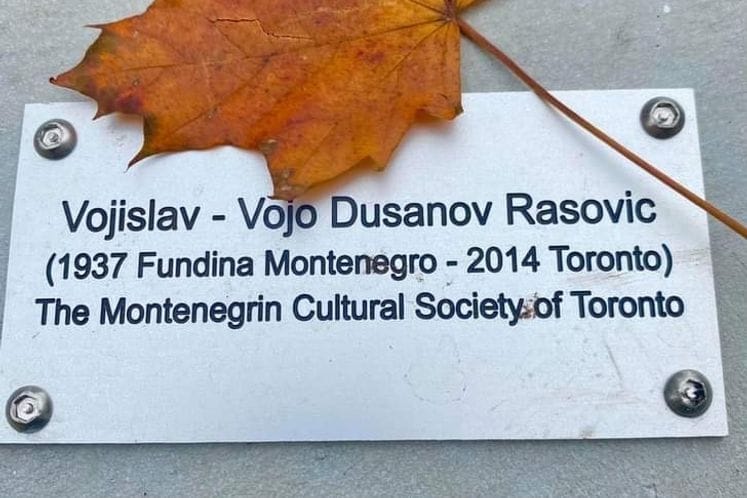 Vojislav - Vojo Dusanov Rasovic
(1937 Fundina Montenegro - 2014 Toronto)
The Montenegrin Cultural Society of Toronto